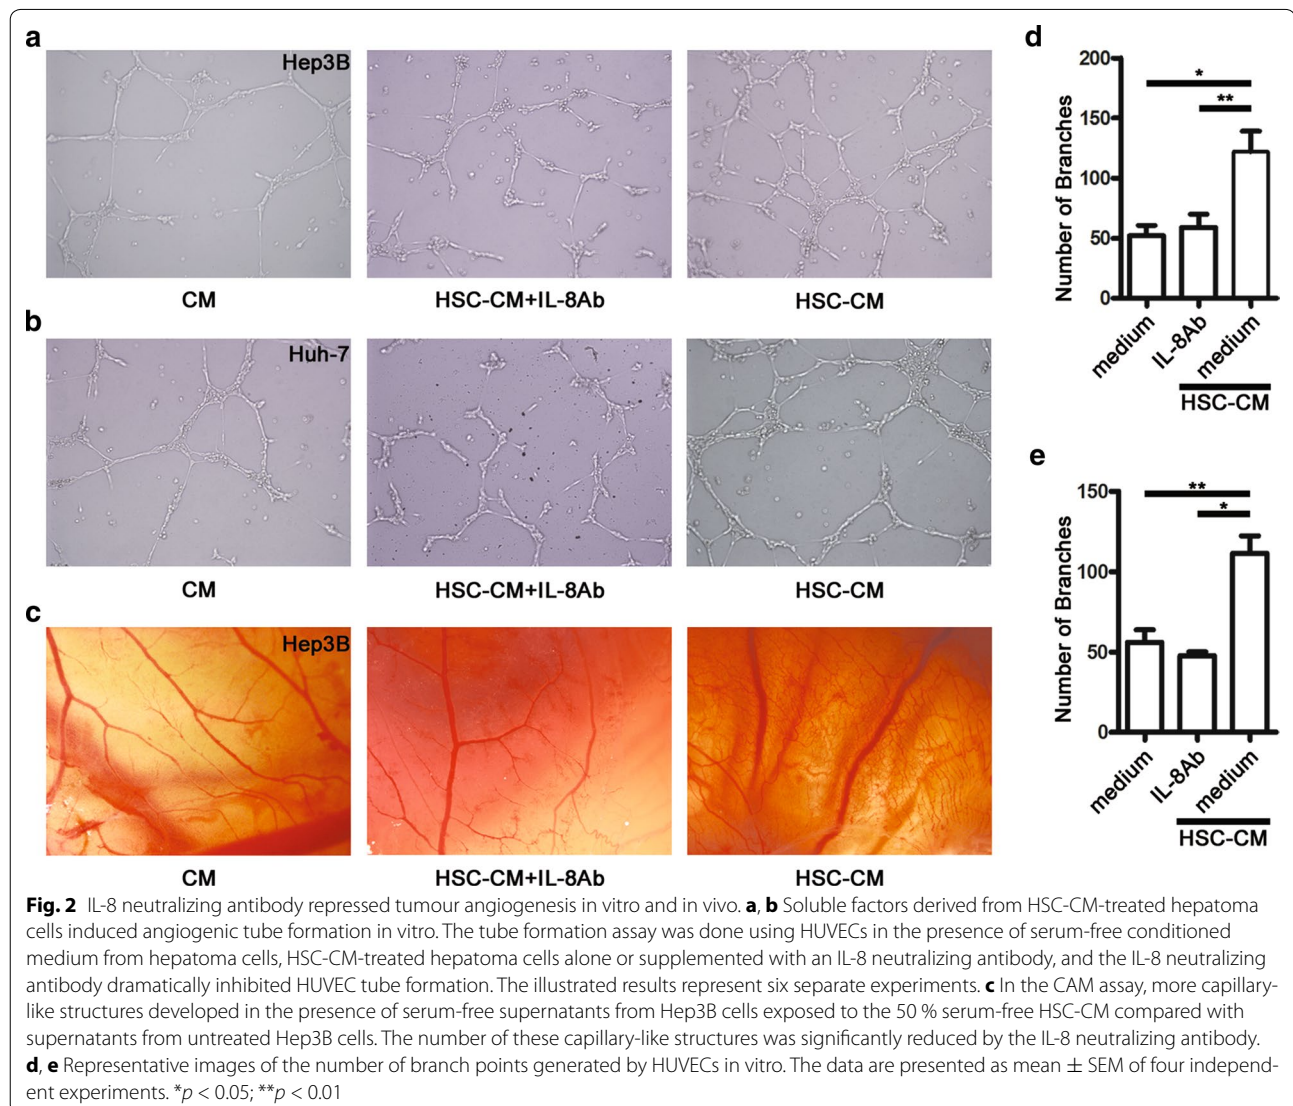 a
Hep3B
CM
HSC-CM+IL-8Ab
HSC-CM
b
Huh-7
CM
HSC-CM+IL-8Ab
HSC-CM
c
Hep3B
CM
HSC-CM+IL-8Ab
HSC-CM
d
Number of Branches
200
150
100
50
0
*
**
medium
IL-8Ab
medium
HSC-CM
e
Number of Branches
150
100
50
0
**
*
medium
IL-8Ab
medium
HSC-CM
Fig. 2 IL-8 neutralizing antibody repressed tumour angiogenesis in vitro and in vivo. a, b Soluble factors derived from HSC-CM-treated hepatoma
cells induced angiogenic tube formation in vitro. The tube formation assay was done using HUVECs in the presence of serum-free conditioned
medium from hepatoma cells, HSC-CM-treated hepatoma cells alone or supplemented with an IL-8 neutralizing antibody, and the IL-8 neutralizing
antibody dramatically inhibited HUVEC tube formation. The illustrated results represent six separate experiments. c In the CAM assay, more capillary-
like structures developed in the presence of serum-free supernatants from Hep3B cells exposed to the 50 % serum-free HSC-CM compared with
supernatants from untreated Hep3B cells. The number of these capillary-like structures was significantly reduced by the IL-8 neutralizing antibody.
d, e Representative images of the number of branch points generated by HUVECs in vitro. The data are presented as mean ± SEM of four independ-
ent experiments. *p < 0.05; **p < 0.01